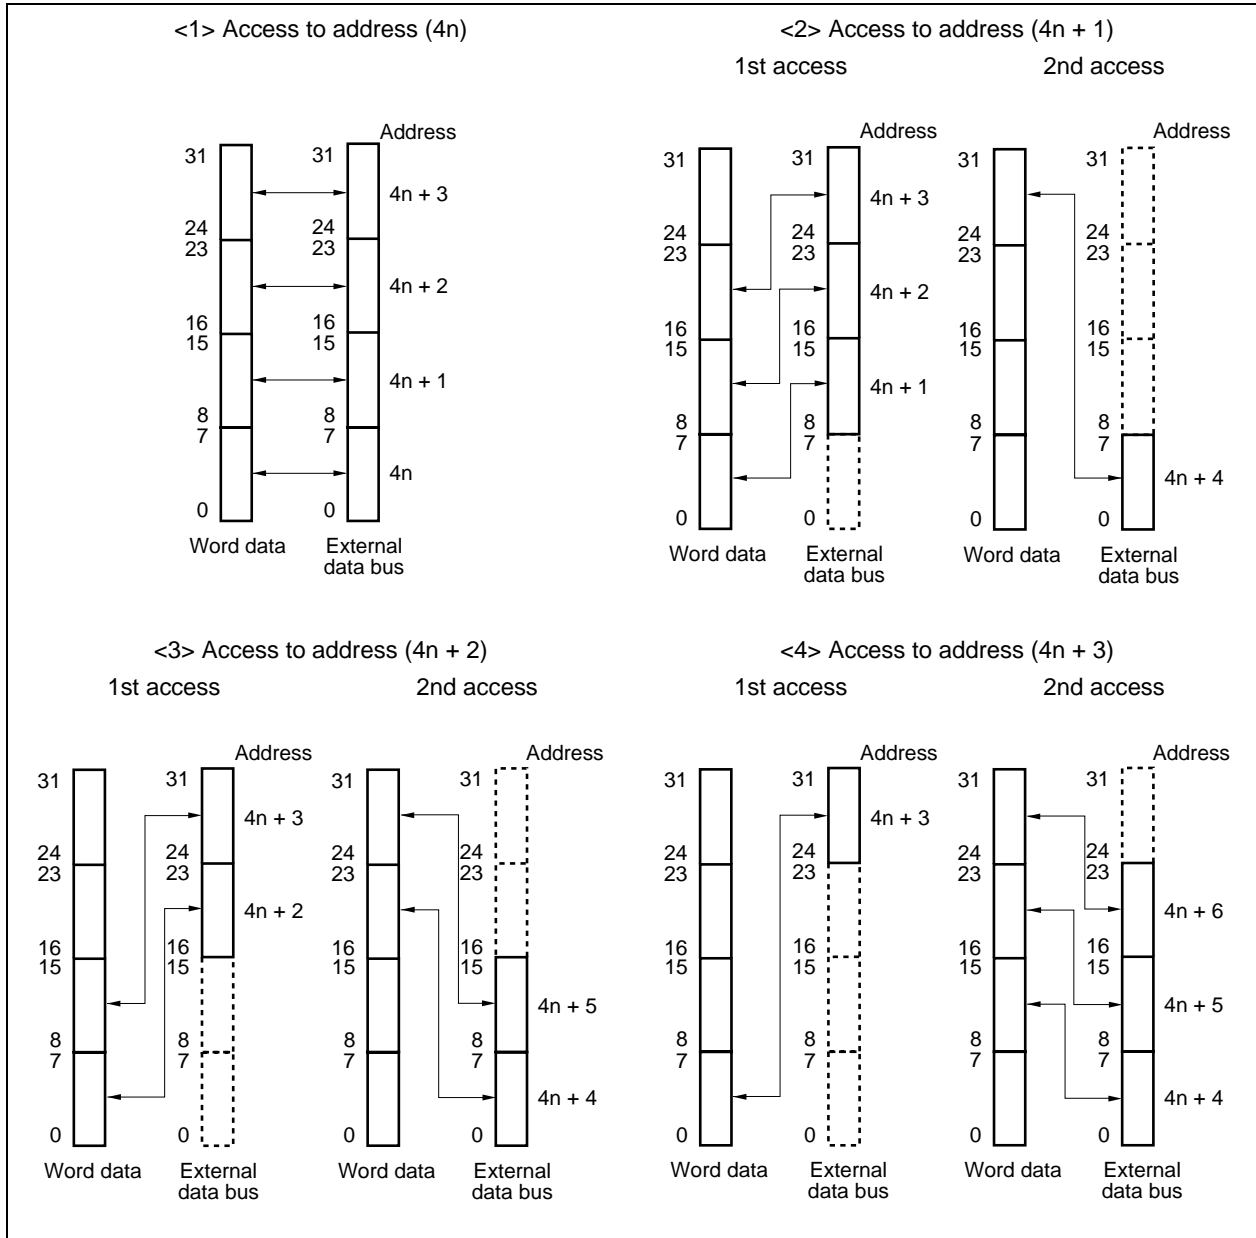 <1> Access to address (4n)
Address
31
31
4n + 3
24
24
23
23
4n + 2
16
16
15
15
4n + 1
8
8
7
7
4n
0
0
Word data
External
data bus
<2> Access to address (4n + 1)
1st access
2nd access
Address
31
31
4n + 3
24
24
23
23
4n + 2
16
16
15
15
4n + 1
8
8
7
7
0
0
Word data
External
data bus
Address
31
31
24
24
23
23
16
16
15
15
8
8
7
7
4n + 4
0
0
Word data
External
data bus
<3> Access to address (4n + 2)
1st access
2nd access
Address
31
31
4n + 3
24
24
23
23
4n + 2
16
16
15
15
8
8
7
7
0
0
Word data
External
data bus
Address
31
31
24
24
23
23
16
16
15
15
4n + 5
8
8
7
7
4n + 4
0
0
Word data
External
data bus
<4> Access to address (4n + 3)
1st access
2nd access
Address
31
31
4n + 3
24
24
23
23
16
16
15
15
8
8
7
7
0
0
Word data
External
data bus
Address
31
31
24
24
23
23
4n + 6
16
16
15
15
4n + 5
8
8
7
7
4n + 4
0
0
Word data
External
data bus